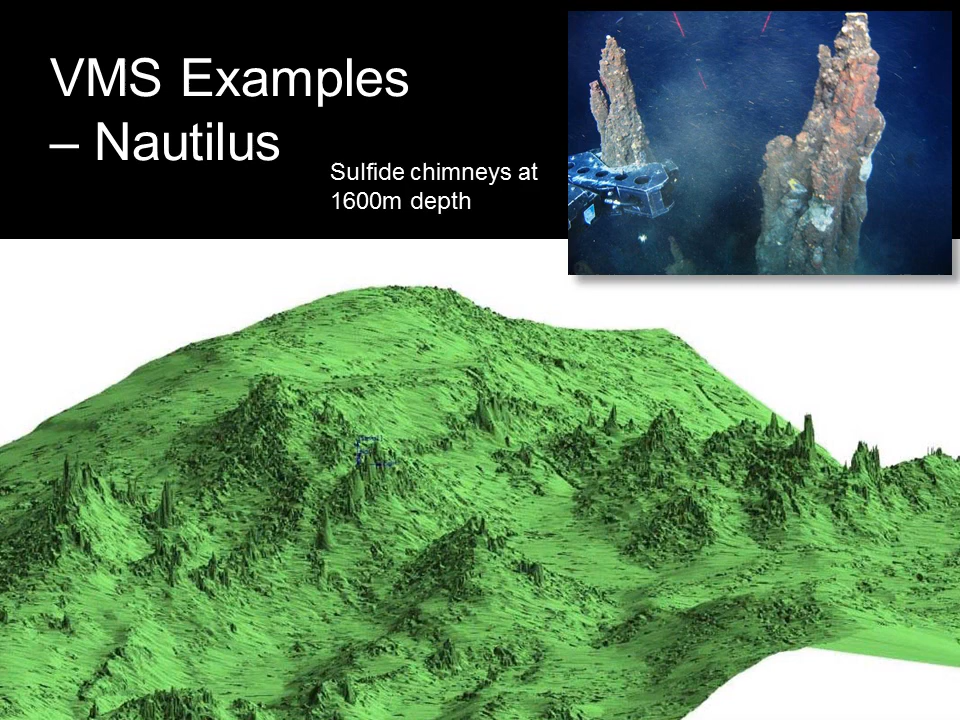 VMS Examples
– Nautilus
Sulfide chimneys at
1600m depth